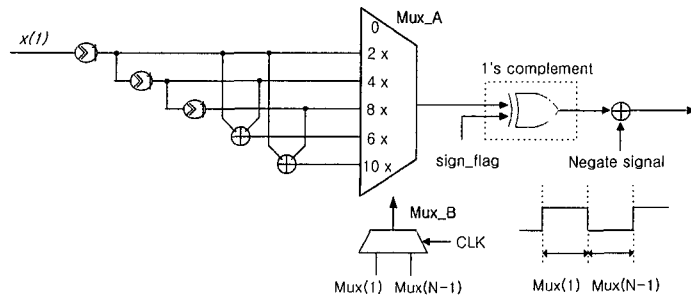 x(1)
Mux_A
0
2 x
4 x
8 x
6 x
10 x
1's complement
sign_flag
Negate signal
Mux_B
CLK
Mux(1) Mux(N-1)
Mux(1) Mux(N-1)